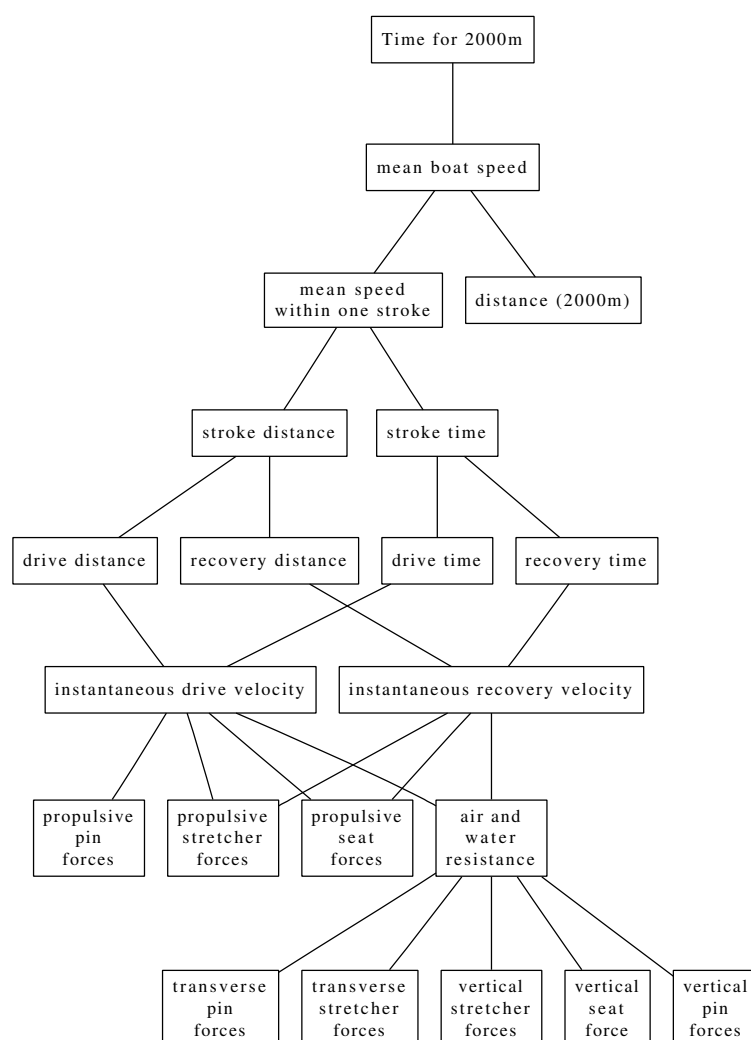 Time for 2000m
mean boat speed
mean speed
within one stroke
distance (2000m)
stroke distance
stroke time
drive distance
recovery distance
drive time
recovery time
instantaneous drive velocity
instantaneous recovery velocity
propulsive
pin
forces
propulsive
stretcher
forces
propulsive
seat
forces
air and
water
resistance
transverse
pin
forces
transverse
stretcher
forces
vertical
stretcher
forces
vertical
seat
force
vertical
pin
forces